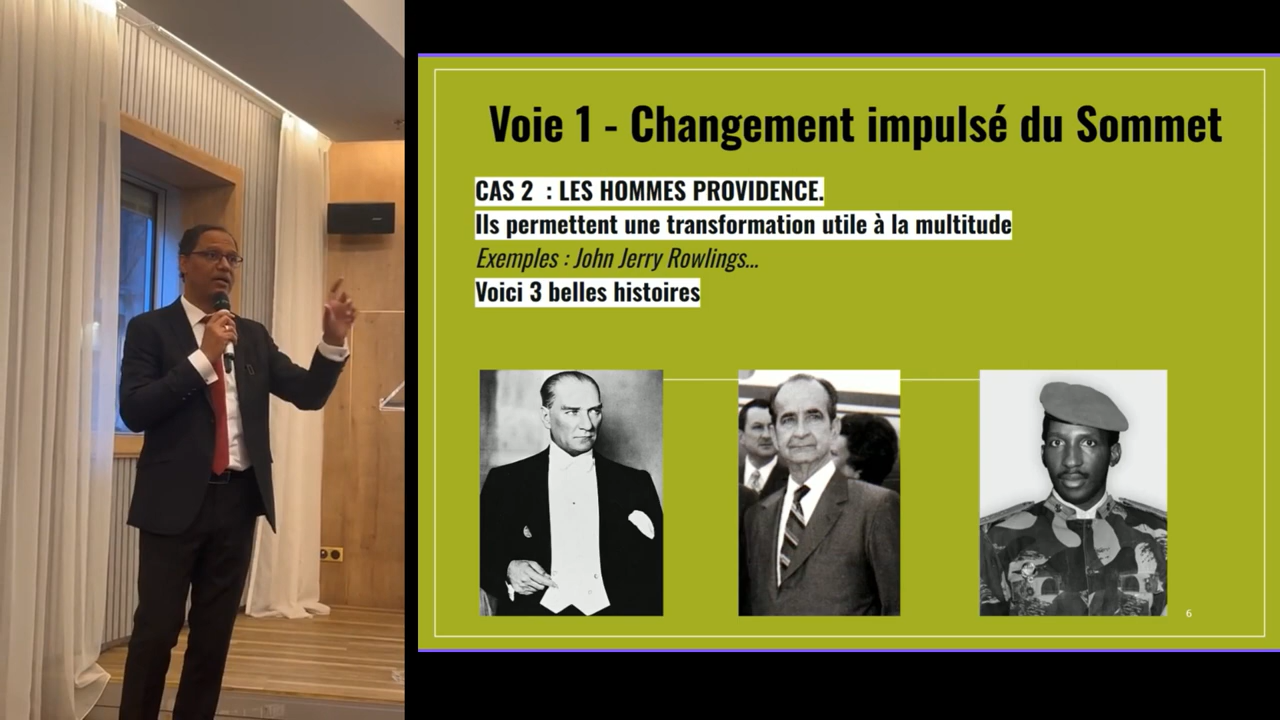 Voie 1 - Changement impulsé du Sommet
CAS 2 : LES HOMMES PROVIDENCE.
Ils permettent une transformation utile à la multitude
Exemples : John Jerry Rowlings...
Voici 3 belles histoires
6